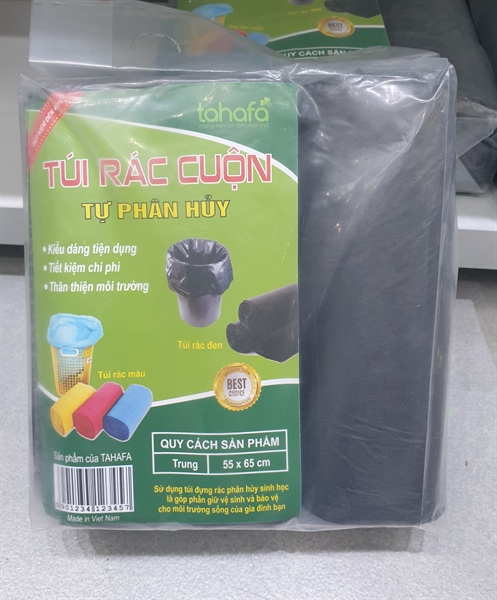 QUY CÁCH SẢN
tahafa
TÚI RÁC CUỘN
TỰ PHÂN HỦY
• Kiểu dáng tiện dụng
• Tiết kiệm chi phí
• Thân thiện môi trường
Túi rác đen
Túi rác màu
BEST
CHOICE
Sản phẩm của TAHAFA
QUY CÁCH SẢN PHẨM
Trung 55 x 65 cm
Made in Viet Nam
Sử dụng túi đựng rác phân hủy sinh học
là góp phần giữ vệ sinh và bảo vệ
cho môi trường sống của gia đình bạn